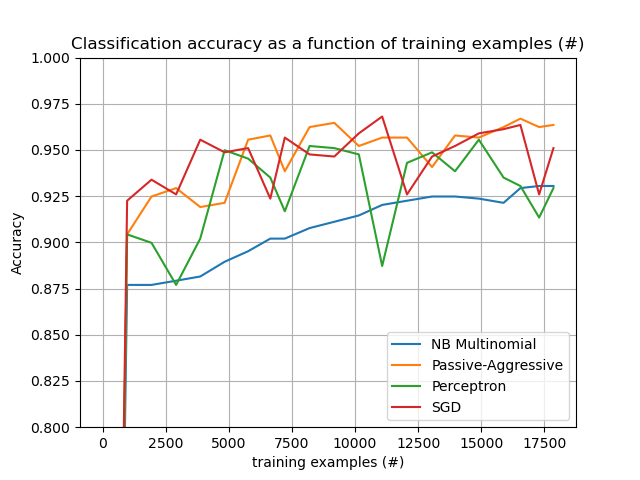 Classification accuracy as a function of training examples (#)
1.000
0.975
0.950
0.925
0.900
0.875
0.850
0.825
0.800
Accuracy
NB Multinomial
Passive-Aggressive
Perceptron
SGD
0 2500 5000 7500 10000 12500 15000 17500
training examples (#)